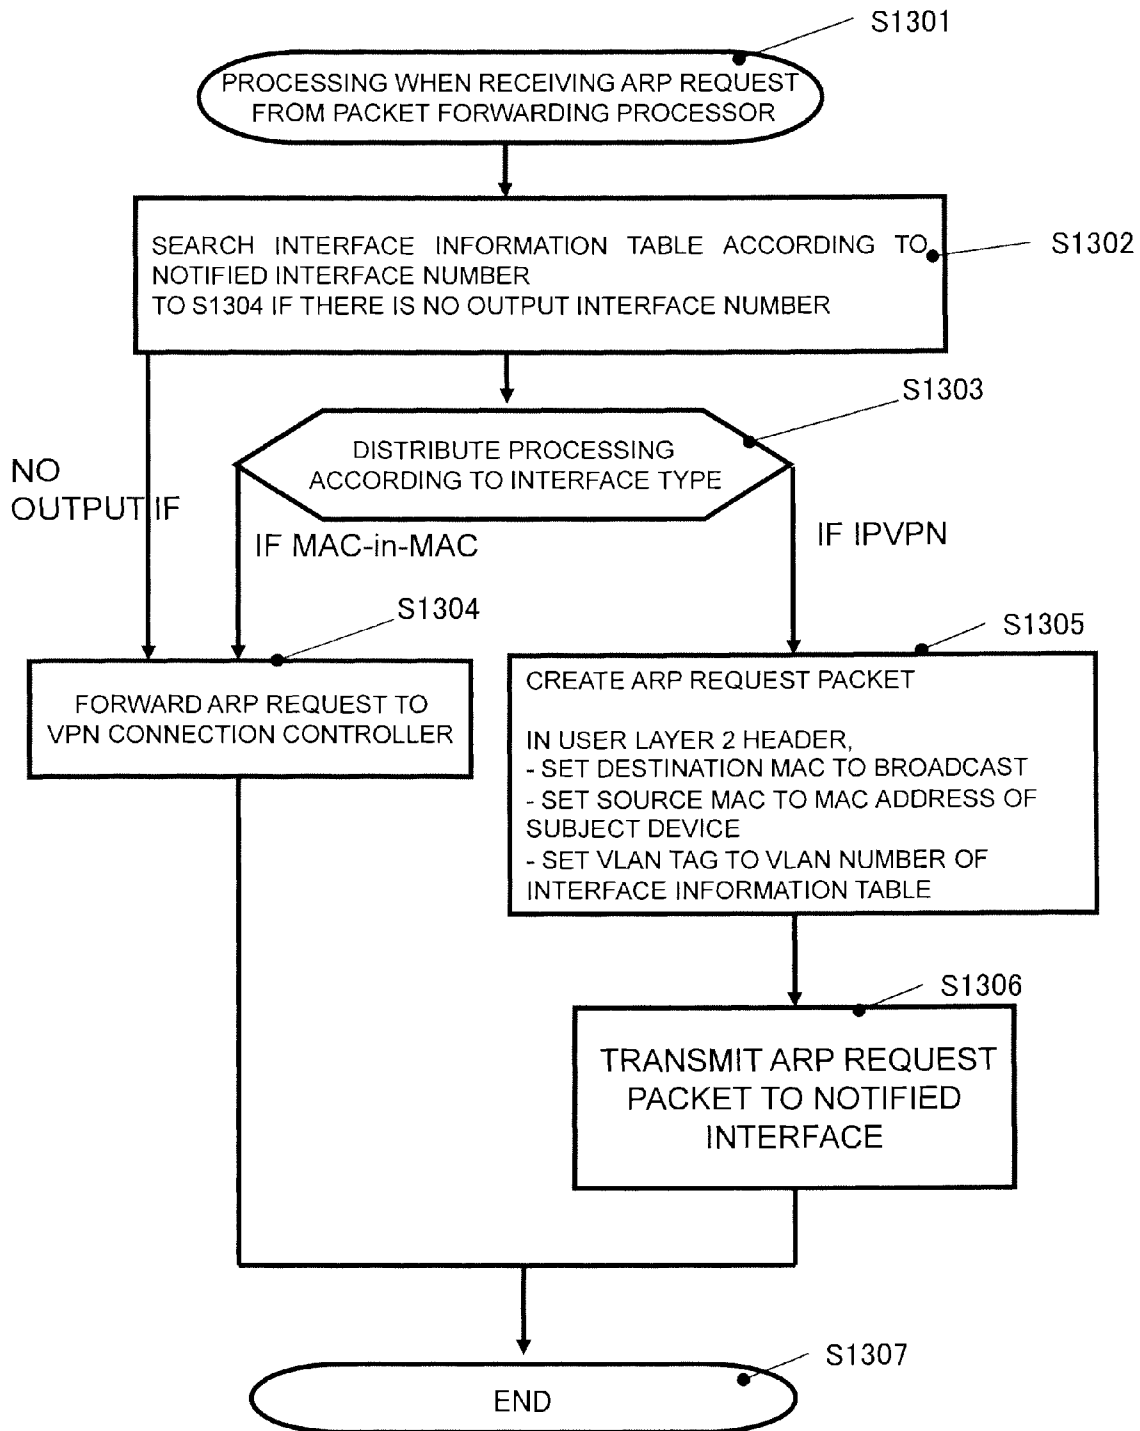 S1301
PROCESSING WHEN RECEIVING ARP REQUEST
FROM PACKET FORWARDING PROCESSOR
S1302
SEARCH INTERFACE INFORMATION TABLE ACCORDING TO
NOTIFIED INTERFACE NUMBER
TO S1304 IF THERE IS NO OUTPUT INTERFACE NUMBER
S1303
DISTRIBUTE PROCESSING
ACCORDING TO INTERFACE TYPE
NO
OUTPUT IF
IF MAC-in-MAC
IF IPVPN
S1304
FORWARD ARP REQUEST TO
VPN CONNECTION CONTROLLER
S1305
CREATE ARP REQUEST PACKET
IN USER LAYER 2 HEADER,
- SET DESTINATION MAC TO BROADCAST
- SET SOURCE MAC TO MAC ADDRESS OF
SUBJECT DEVICE
- SET VLAN TAG TO VLAN NUMBER OF
INTERFACE INFORMATION TABLE
S1306
TRANSMIT ARP REQUEST
PACKET TO NOTIFIED
INTERFACE
S1307
END